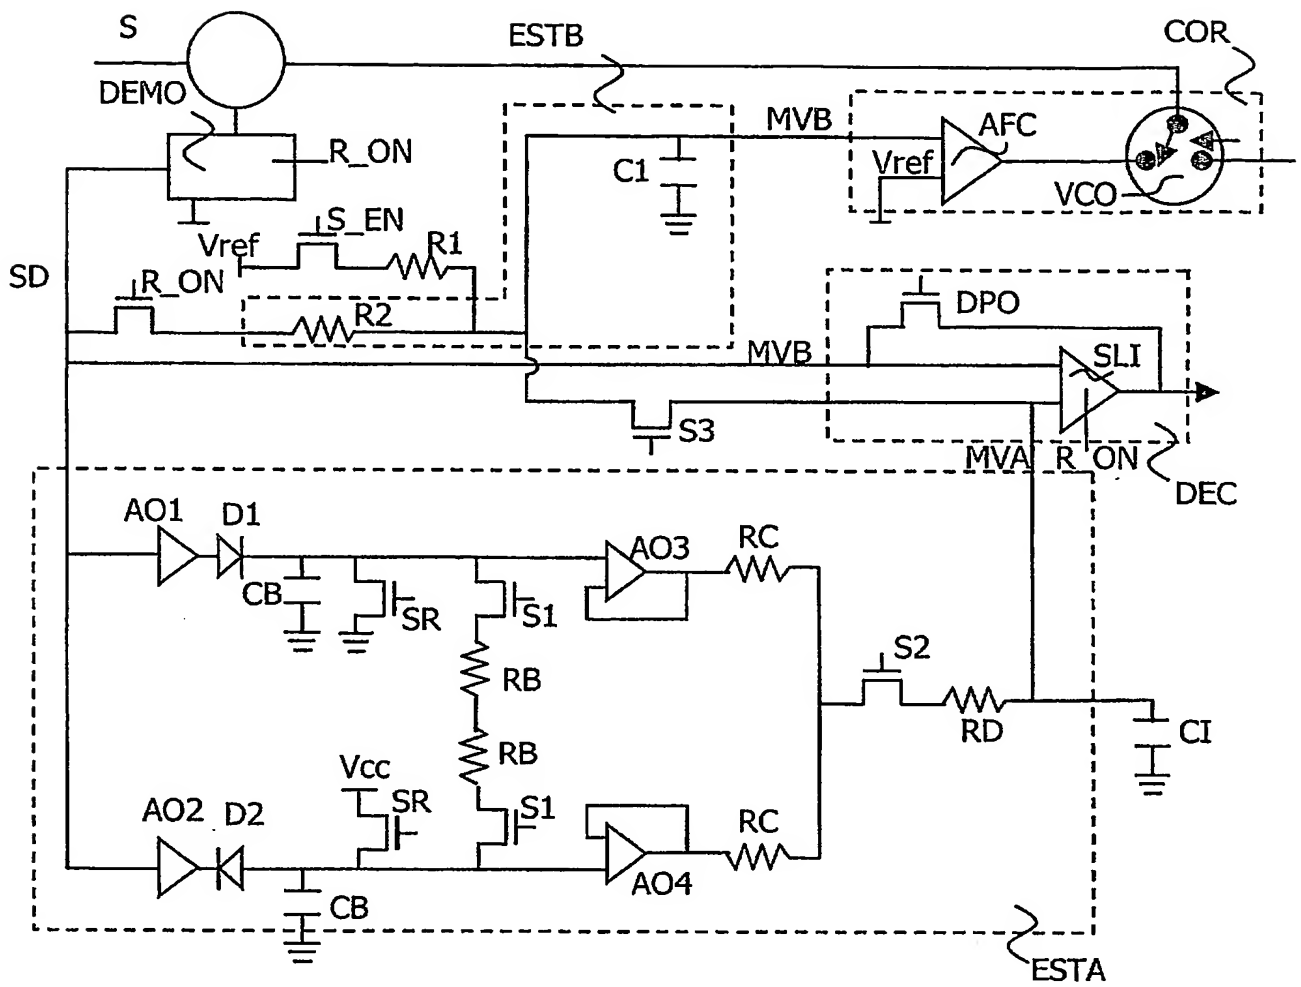 S
ESTB
COR
DEMO
MVB
AFC
R_ON
C1
Vref
VCO
S_EN
Vref
R1
SD
R_ON
R2
DPO
MVB
SLI
S3
MVA
R_ON
DEC
AO1
D1
AO3
RC
CB
SR
S1
S2
RB
RD
CI
RB
Vcc
SR
S1
AO2
D2
RC
AO4
CB
ESTA